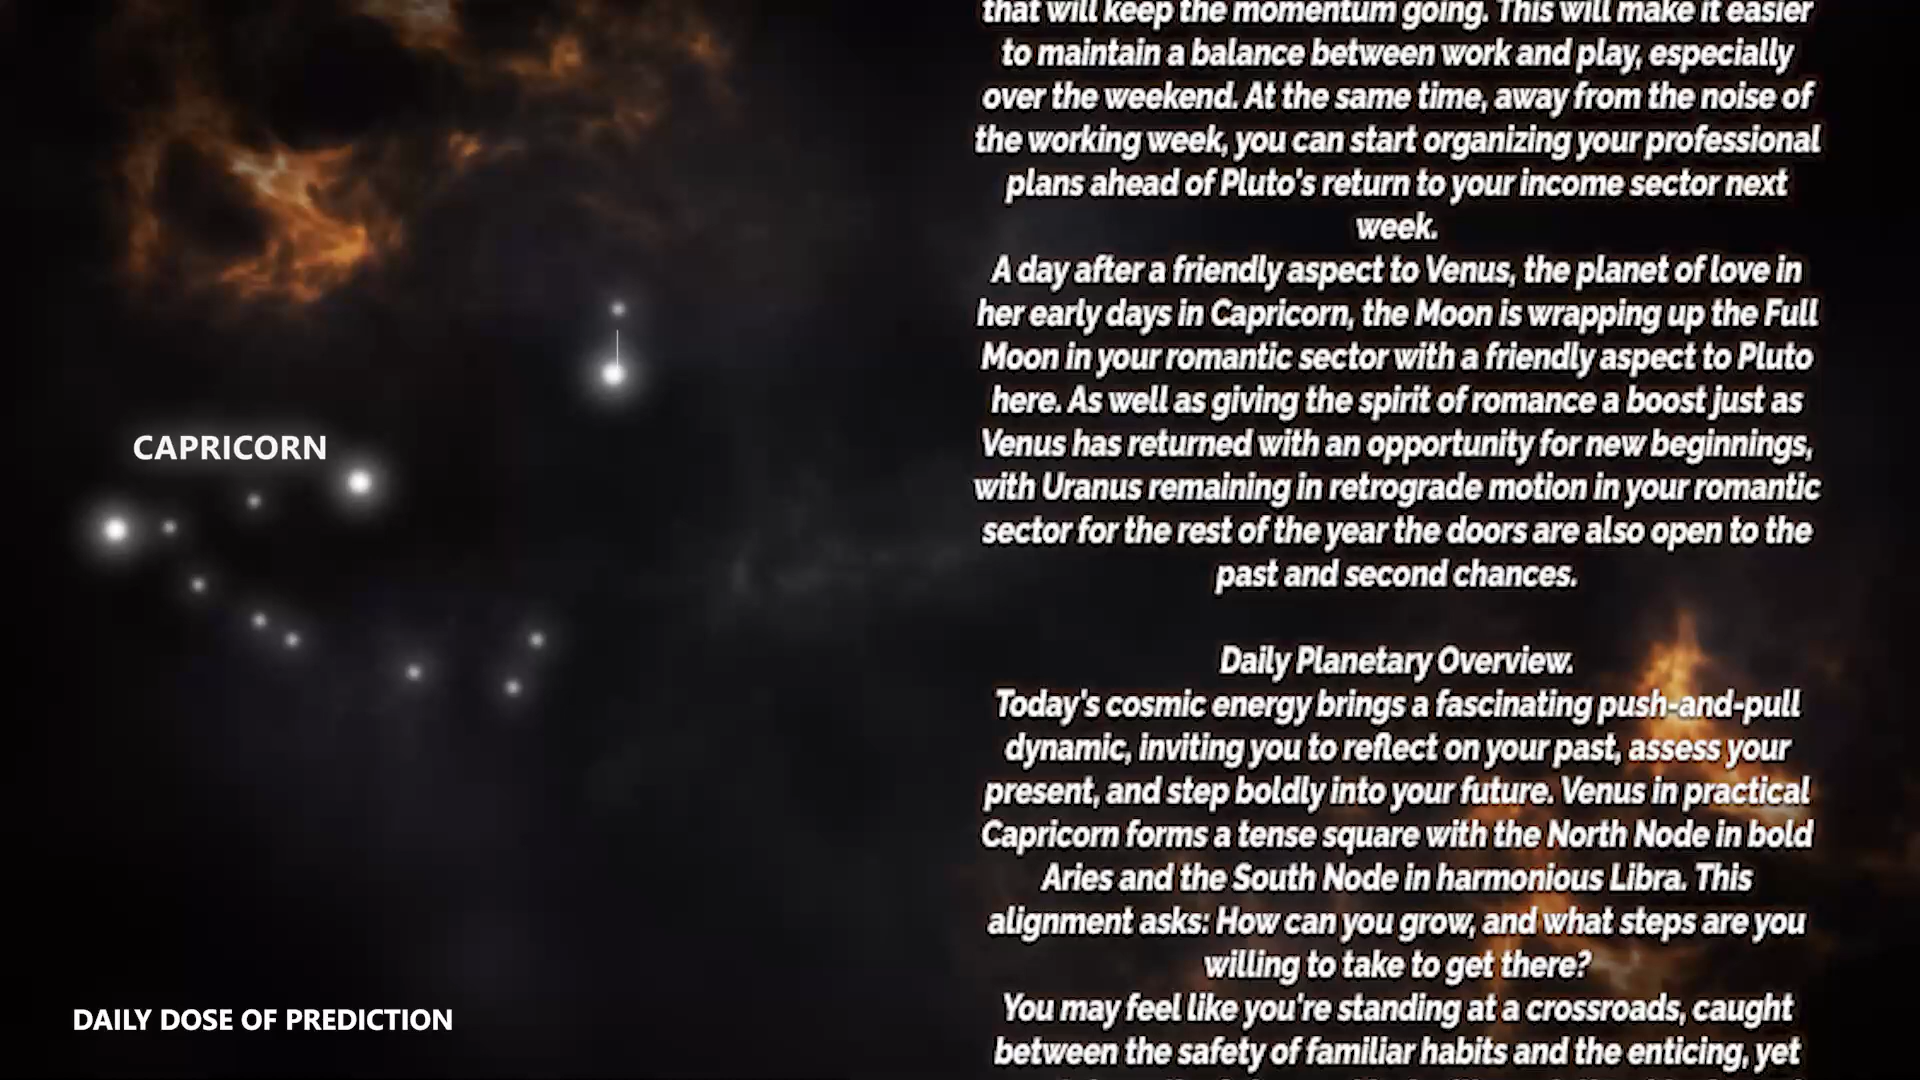 that will keep the momentum going. This will make it easier
to maintain a balance between work and play, especially
over the weekend. At the same time, away from the noise of
the working week, you can start organizing your professional
plans ahead of Pluto's return to your income sector next
week.
A day after a friendly aspect to Venus, the planet of love in
her early days in Capricorn, the Moon is wrapping up the Full
Moon in your romantic sector with a friendly aspect to Pluto
here. As well as giving the spirit of romance a boost just as
Venus has returned with an opportunity for new beginnings,
with Uranus remaining in retrograde motion in your romantic
sector for the rest of the year the doors are also open to the
past and second chances.
Daily Planetary Overview.
Today's cosmic energy brings a fascinating push-and-pull
dynamic, inviting you to reflect on your past, assess your
present, and step boldly into your future. Venus in practical
Capricorn forms a tense square with the North Node in bold
Aries and the South Node in harmonious Libra. This
alignment asks: How can you grow, and what steps are you
willing to take to get there?
You may feel like you're standing at a crossroads, caught
between the safety of familiar habits and the enticing, yet
CAPRICORN
DAILY DOSE OF PREDICTION